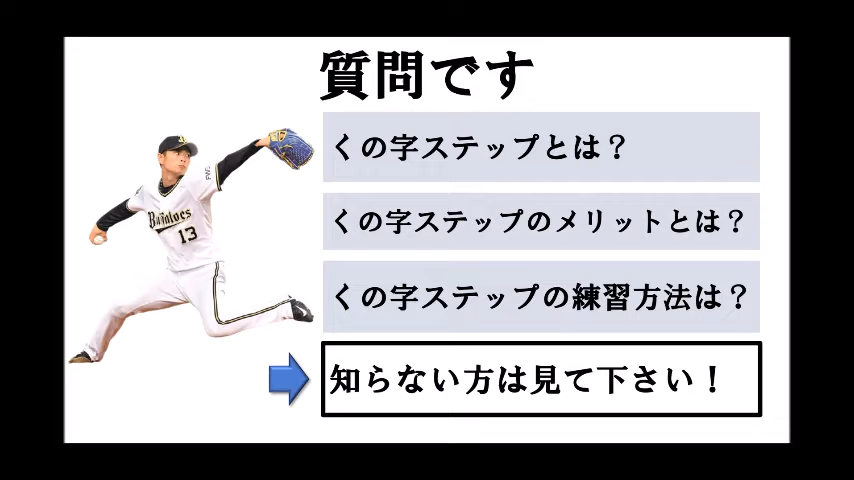 質問です
くの字ステップとは？
くの字ステップのメリットとは？
くの字ステップの練習方法は？
知らない方は見て下さい！
Buffaloes
13